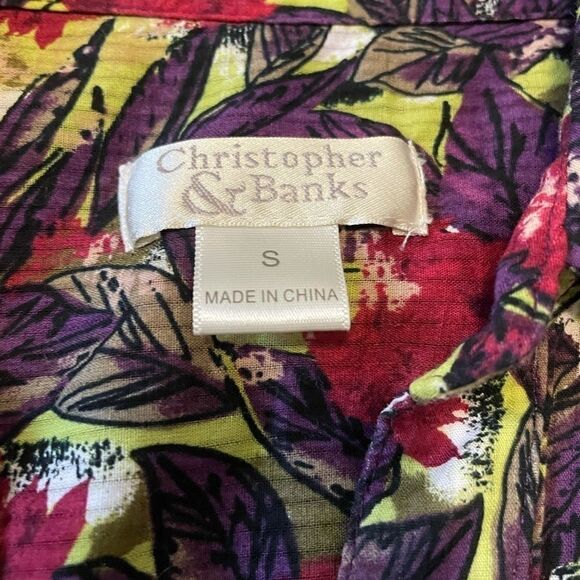 Christopher
& Banks
S
MADE IN CHINA